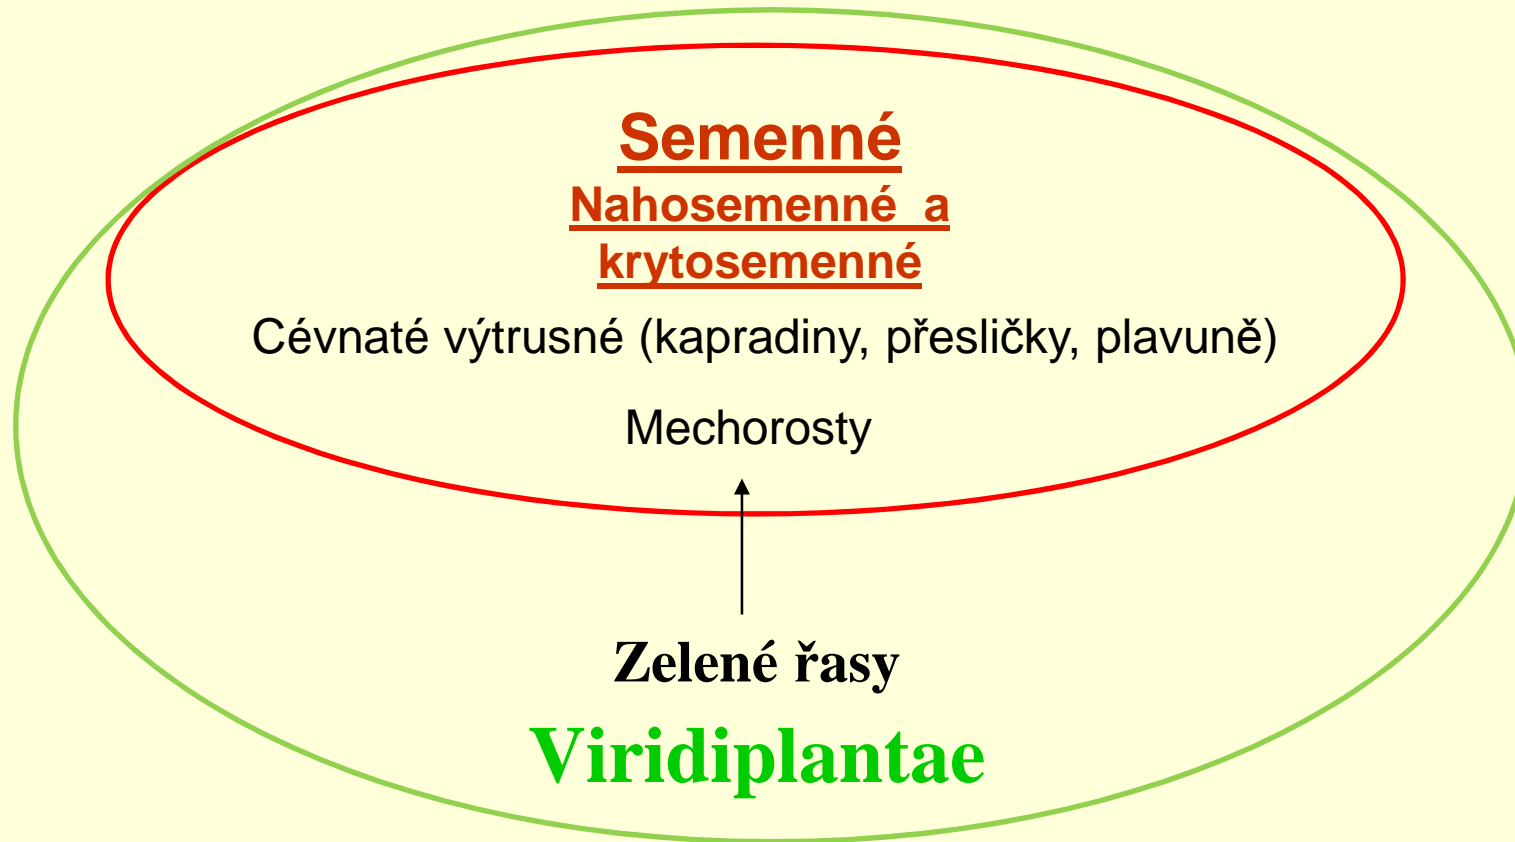 Semenné
Nahosemenné a
krytosemenné
Cévnaté výtrusné (kapradiny, přesličky, plavuně)
Mechorosty
Zelené řasy
Viridiplantae